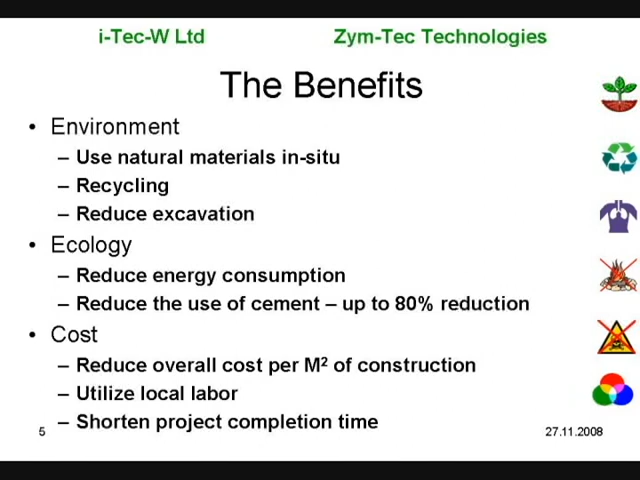 i-Tec-W Ltd Zym-Tec Technologies
The Benefits
• Environment
– Use natural materials in-situ
– Recycling
– Reduce excavation
• Ecology
– Reduce energy consumption
– Reduce the use of cement – up to 80% reduction
• Cost
– Reduce overall cost per M² of construction
– Utilize local labor
– Shorten project completion time
5 27.11.2008